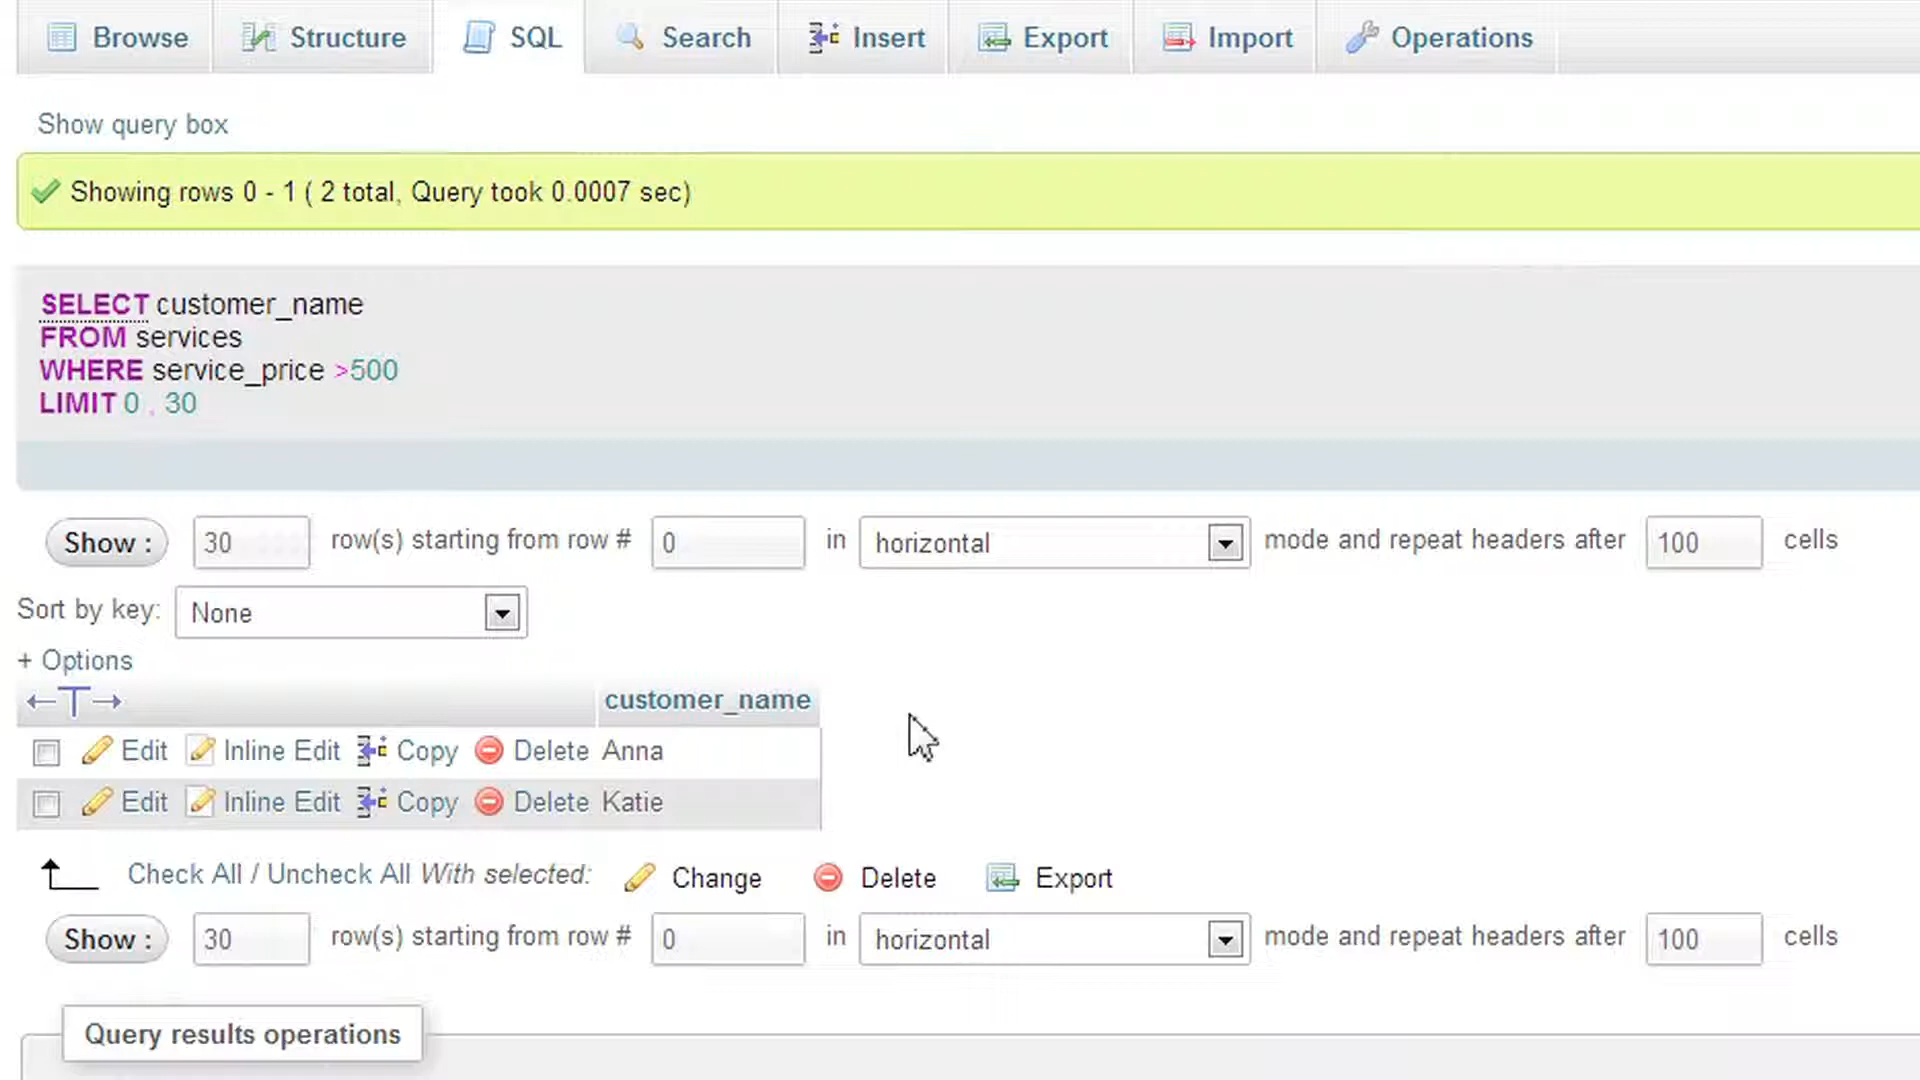 Browse Structure SQL Search Insert Export Import Operations
Show query box
Showing rows 0 - 1 ( 2 total, Query took 0.0007 sec)
SELECT customer_name
FROM services
WHERE service_price >500
LIMIT 0 , 30
Show : 30 row(s) starting from row # 0 in horizontal mode and repeat headers after 100 cells
Sort by key: None
+ Options
←T→ customer_name
Edit Inline Edit Copy Delete Anna
Edit Inline Edit Copy Delete Katie
Check All / Uncheck All With selected: Change Delete Export
Show : 30 row(s) starting from row # 0 in horizontal mode and repeat headers after 100 cells
Query results operations